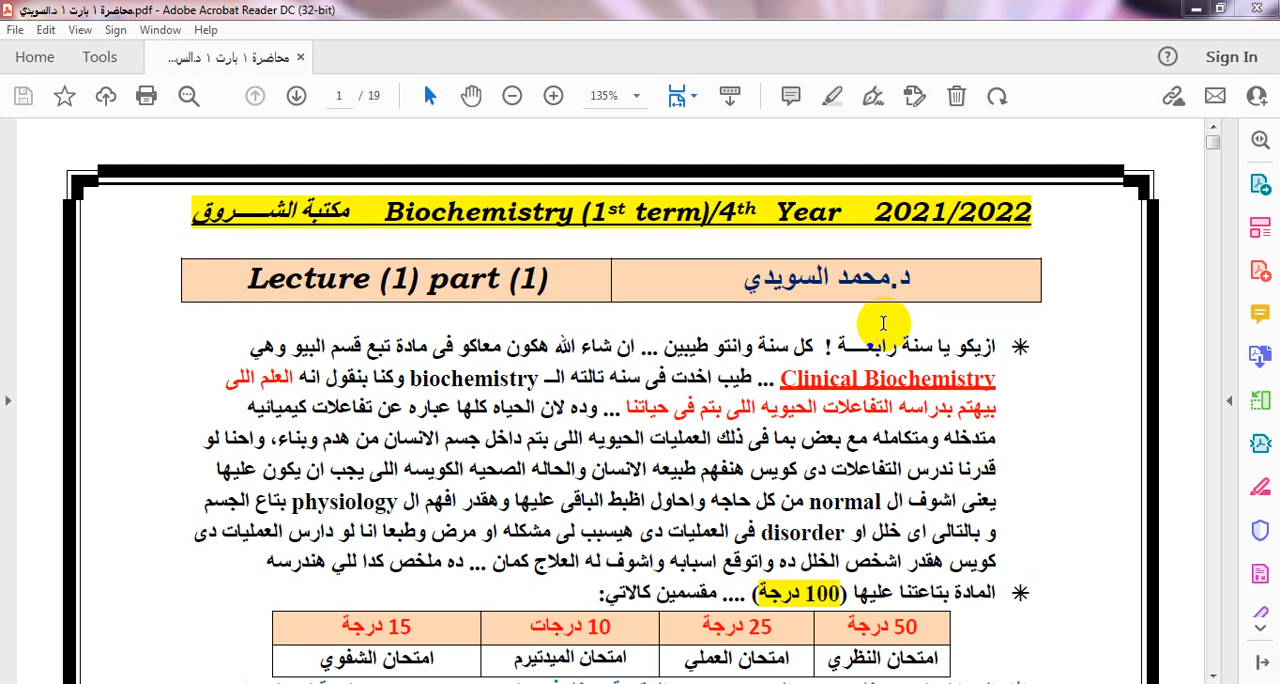 محاضرة ١ بارت ١ د.السويدي.pdf - Adobe Acrobat Reader DC (32-bit)
File Edit View Sign Window Help
Home Tools محاضرة ١ بارت ١ د.الس... × Sign In
1 / 19 135%
مكتبة الشــــروق Biochemistry (1st term)/4th Year 2021/2022
Lecture (1) part (1) د.محمد السويدي
ازيكو يا سنة رابعـــة ! كل سنة وانتو طيبين ... ان شاء الله هكون معاكو فى مادة تبع قسم البيو وهي
Clinical Biochemistry ... طيب اخدت فى سنه تالته الــ biochemistry وكنا بنقول انه العلم اللى
بيهتم بدراسه التفاعلات الحيويه اللى بتم فى حياتنا ... وده لان الحياه كلها عباره عن تفاعلات كيميائيه
متدخله ومتكامله مع بعض بما فى ذلك العمليات الحيويه اللى بتم داخل جسم الانسان من هدم وبناء، واحنا لو
قدرنا ندرس التفاعلات دى كويس هنفهم طبيعه الانسان والحاله الصحيه الكويسه اللى يجب ان يكون عليها
يعنى اشوف ال normal من كل حاجه واحاول اظبط الباقى عليها وهقدر افهم ال physiology بتاع الجسم
و بالتالى اى خلل او disorder فى العمليات دى هيسبب لى مشكله او مرض وطبعا انا لو دارس العمليات دى
كويس هقدر اشخص الخلل ده واتوقع اسبابه واشوف له العلاج كمان ... ده ملخص كدا للي هندرسه
المادة بتاعتنا عليها (100 درجة) .... مقسمين كالاتي:
50 درجة 25 درجة 10 درجات 15 درجة
امتحان النظري امتحان العملي امتحان الميدتيرم امتحان الشفوي